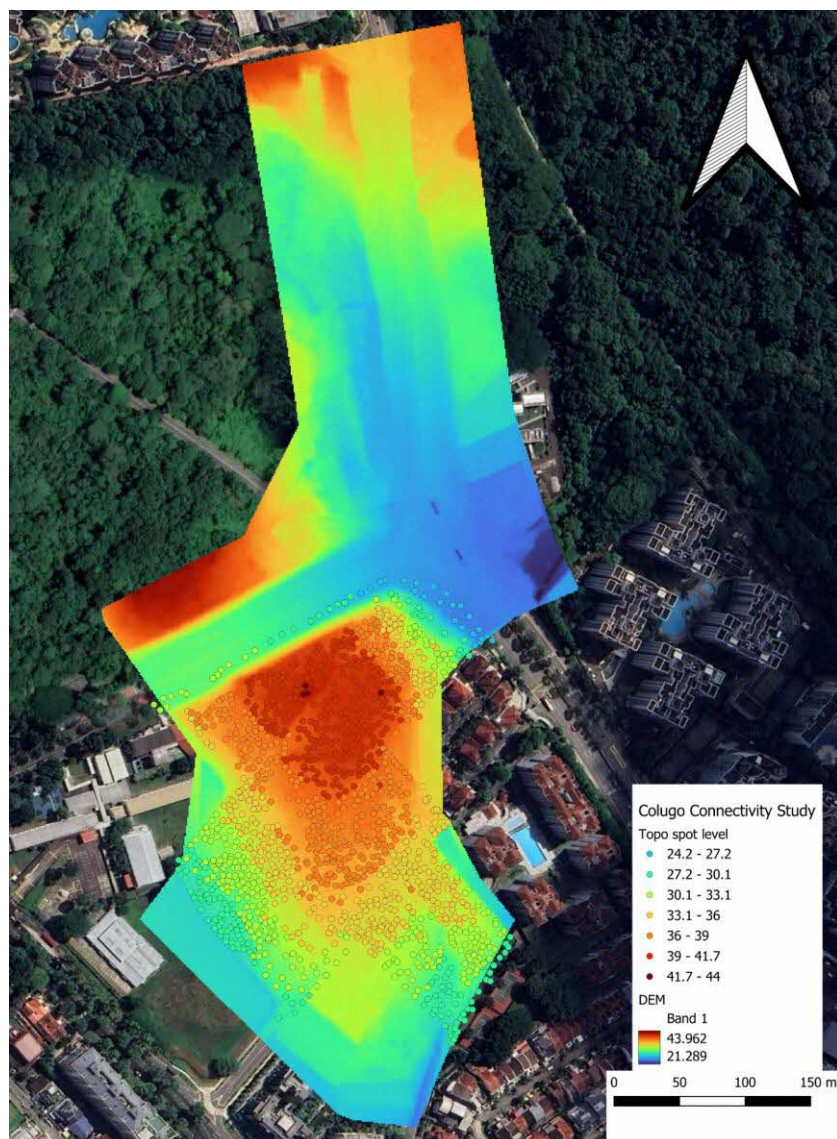 Colugo Connectivity Study
Topo spot level
24.2 - 27.2
27.2 - 30.1
30.1 - 33.1
33.1 - 36
36 - 39
39 - 41.7
41.7 - 44
DEM
Band 1
43.962
21.289
0 50 100 150 m